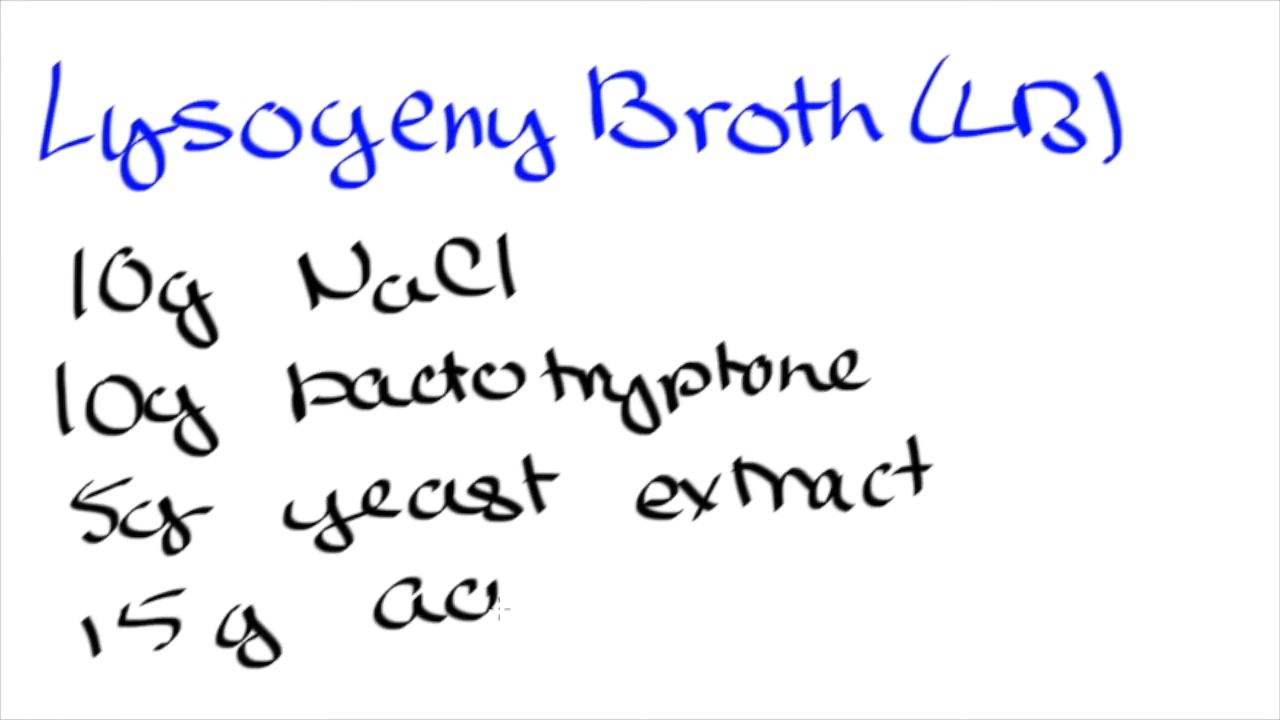 Lysogeny Broth (LB)
10g NaCl
10g bactotryptone
5g yeast extract
15g